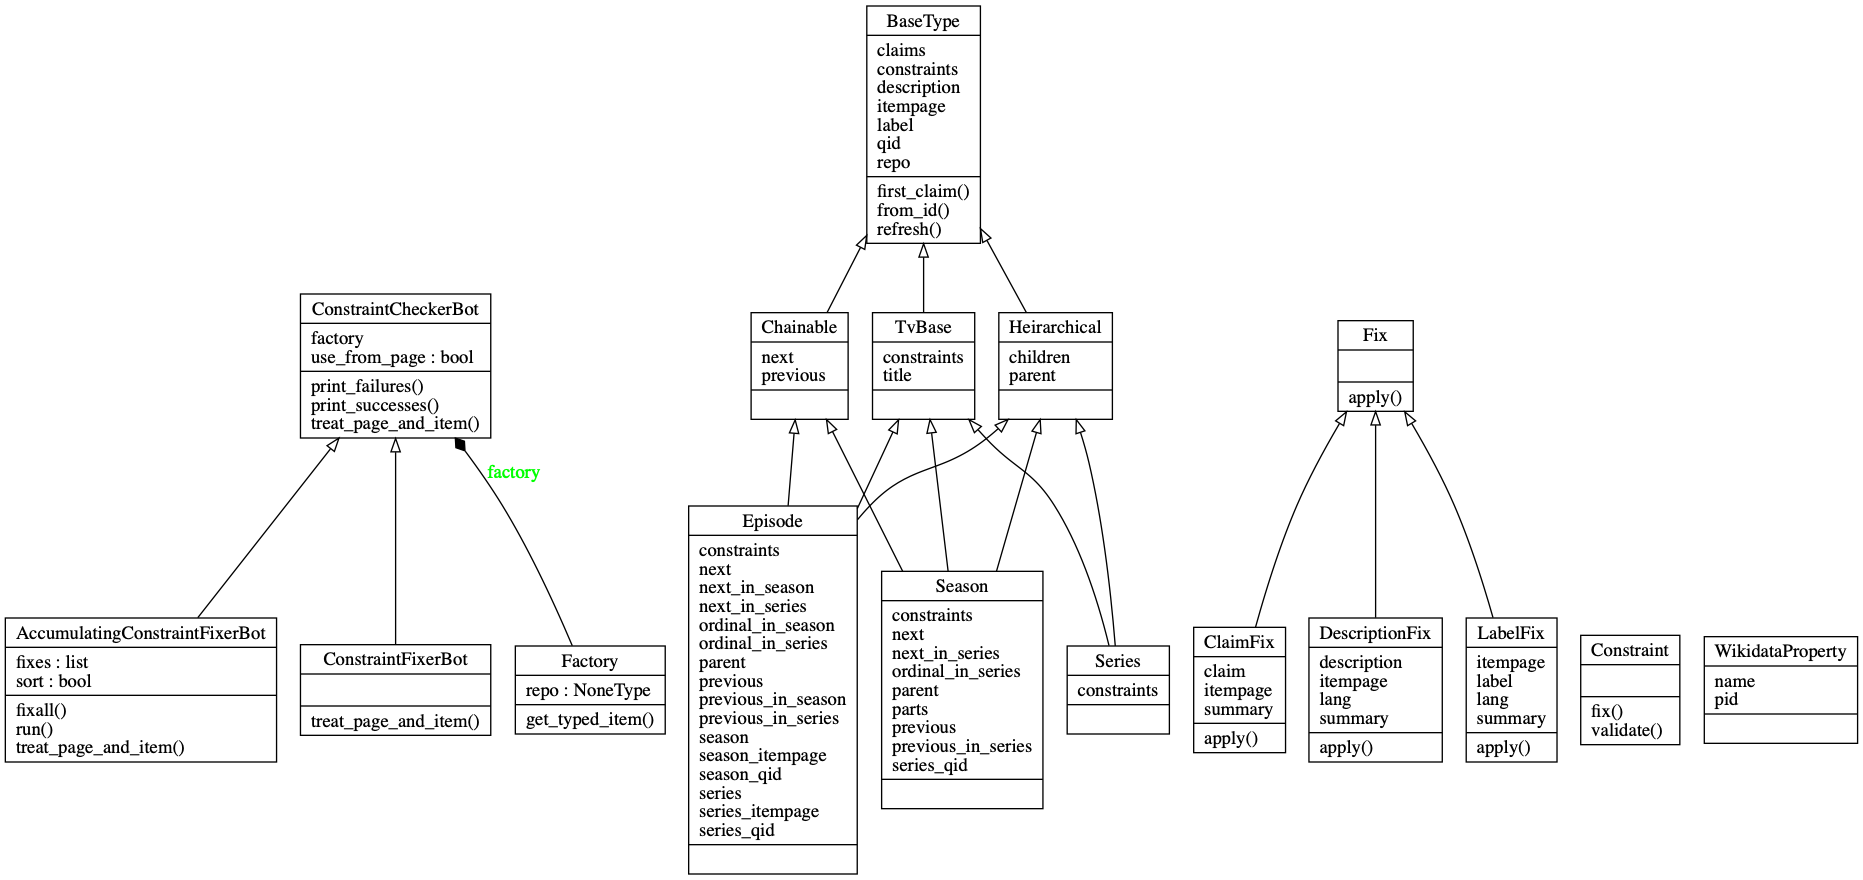 BaseType
claims
constraints
description
itempage
label
qid
repo
first_claim()
from_id()
refresh()
ConstraintCheckerBot
factory
use_from_page : bool
print_failures()
print_successes()
treat_page_and_item()
Chainable
next
previous
TvBase
constraints
title
Heirarchical
children
parent
Fix
apply()
factory
AccumulatingConstraintFixerBot
fixes : list
sort : bool
fixall()
run()
treat_page_and_item()
ConstraintFixerBot
treat_page_and_item()
Factory
repo : NoneType
get_typed_item()
Episode
constraints
next
next_in_season
next_in_series
ordinal_in_season
ordinal_in_series
parent
previous
previous_in_season
previous_in_series
season
season_itempage
season_qid
series
series_itempage
series_qid
Season
constraints
next
next_in_series
ordinal_in_series
parent
parts
previous
previous_in_series
series_qid
Series
constraints
ClaimFix
claim
itempage
summary
apply()
DescriptionFix
description
itempage
lang
summary
apply()
LabelFix
itempage
label
lang
summary
apply()
Constraint
fix()
validate()
WikidataProperty
name
pid